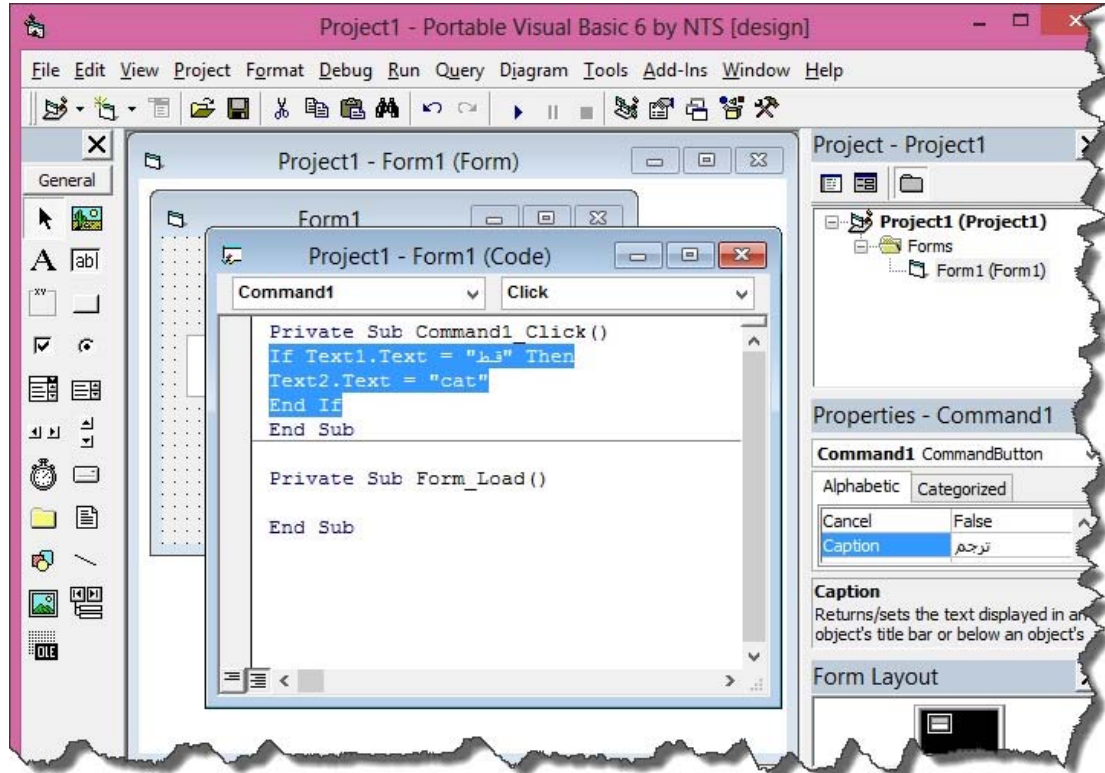 Project1 - Portable Visual Basic 6 by NTS [design]
File Edit View Project Format Debug Run Query Diagram Tools Add-Ins Window Help
General
Project1 - Form1 (Form)
Form1
Project1 - Form1 (Code)
Command1 Click
Private Sub Command1_Click()
If Text1.Text = "قط" Then
Text2.Text = "cat"
End If
End Sub
Private Sub Form_Load()
End Sub
A
ab
XY
OLE
Project - Project1
Project1 (Project1)
Forms
Form1 (Form1)
Properties - Command1
Command1 CommandButton
Alphabetic Categorized
Cancel False
Caption ترجم
Caption
Returns/sets the text displayed in an
object's title bar or below an object's
Form Layout